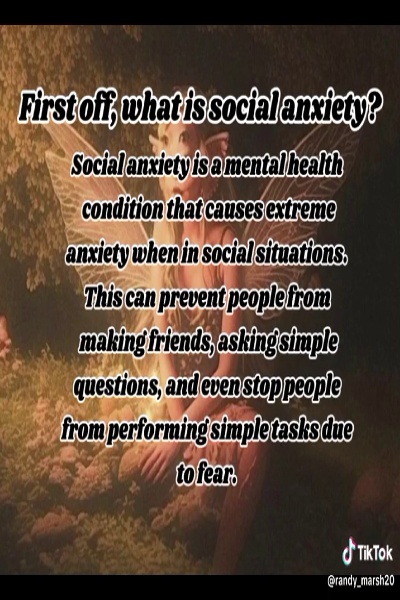 First off, what is social anxiety?
Social anxiety is a mental health
condition that causes extreme
anxiety when in social situations.
This can prevent people from
making friends, asking simple
questions, and even stop people
from performing simple tasks due
to fear.
TikTok
@randy_marsh20